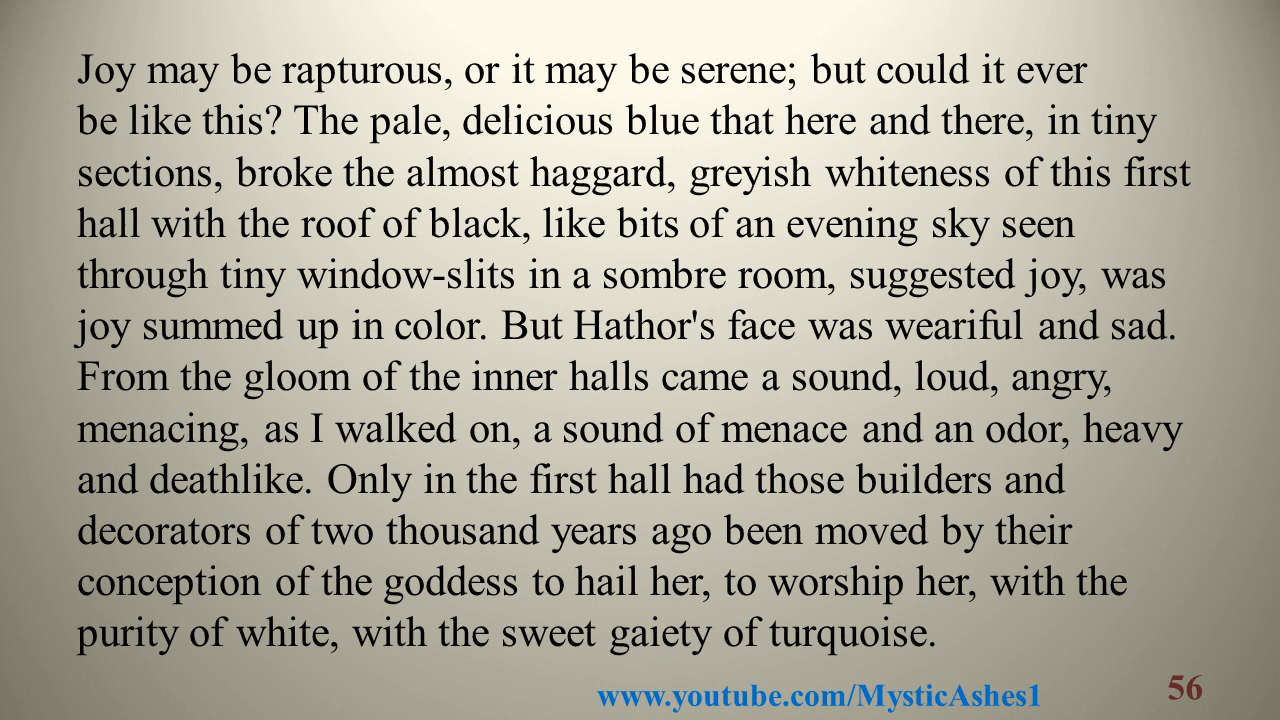 Joy may be rapturous, or it may be serene; but could it ever
be like this? The pale, delicious blue that here and there, in tiny
sections, broke the almost haggard, greyish whiteness of this first
hall with the roof of black, like bits of an evening sky seen
through tiny window-slits in a sombre room, suggested joy, was
joy summed up in color. But Hathor's face was weariful and sad.
From the gloom of the inner halls came a sound, loud, angry,
menacing, as I walked on, a sound of menace and an odor, heavy
and deathlike. Only in the first hall had those builders and
decorators of two thousand years ago been moved by their
conception of the goddess to hail her, to worship her, with the
purity of white, with the sweet gaiety of turquoise.
www.youtube.com/MysticAshes1
56